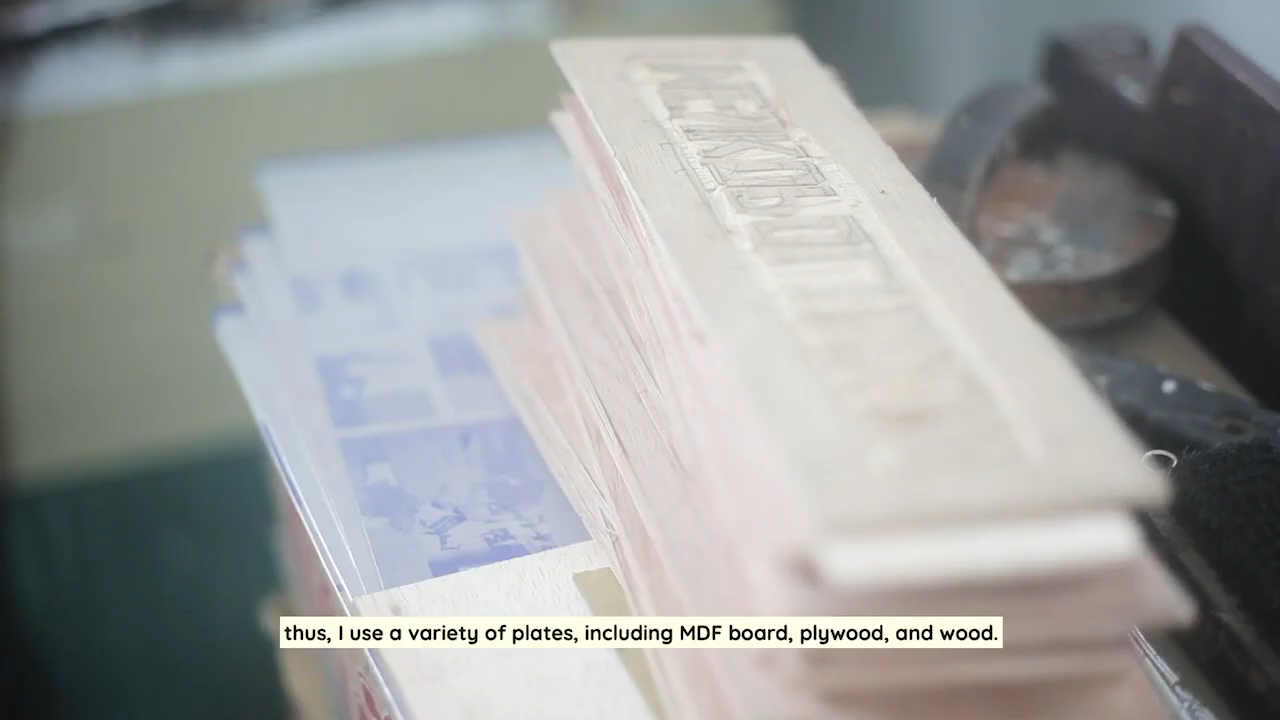 thus, I use a variety of plates, including MDF board, plywood, and wood.